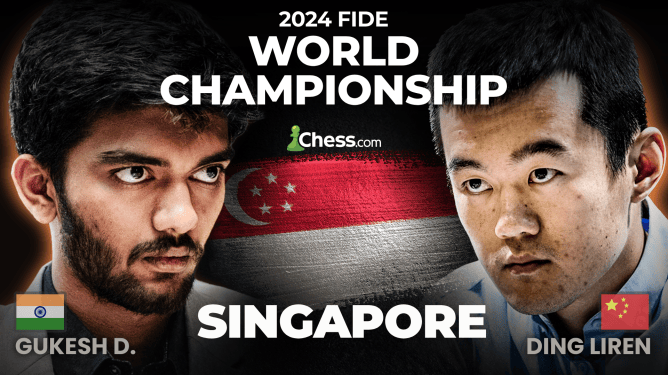 2024 FIDE
WORLD
CHAMPIONSHIP
Chess.com
SINGAPORE
GUKESH D.
DING LIREN